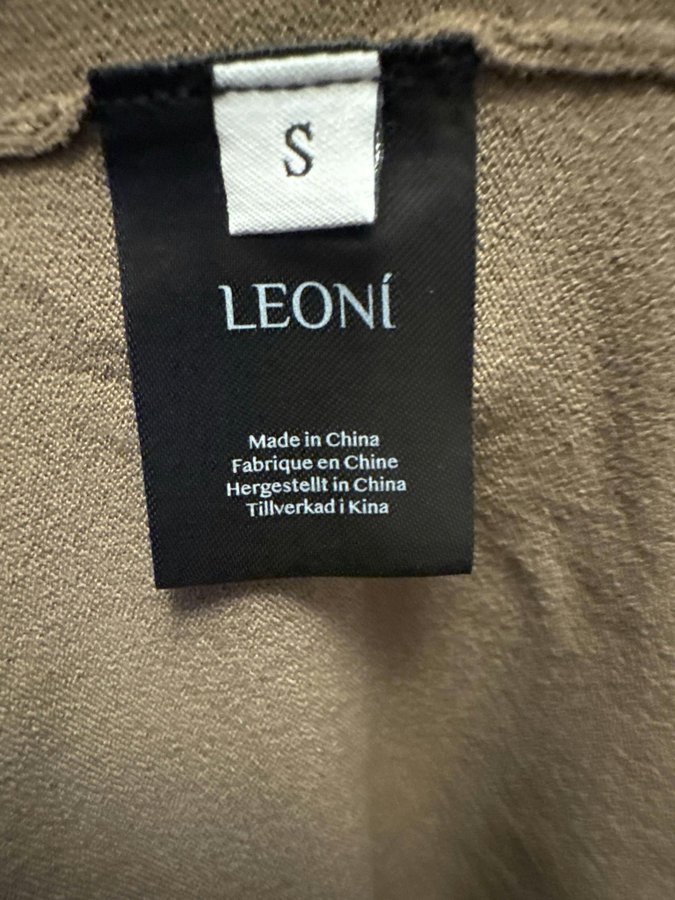 S
LEONÍ
Made in China
Fabrique en Chine
Hergestellt in China
Tillverkad i Kina